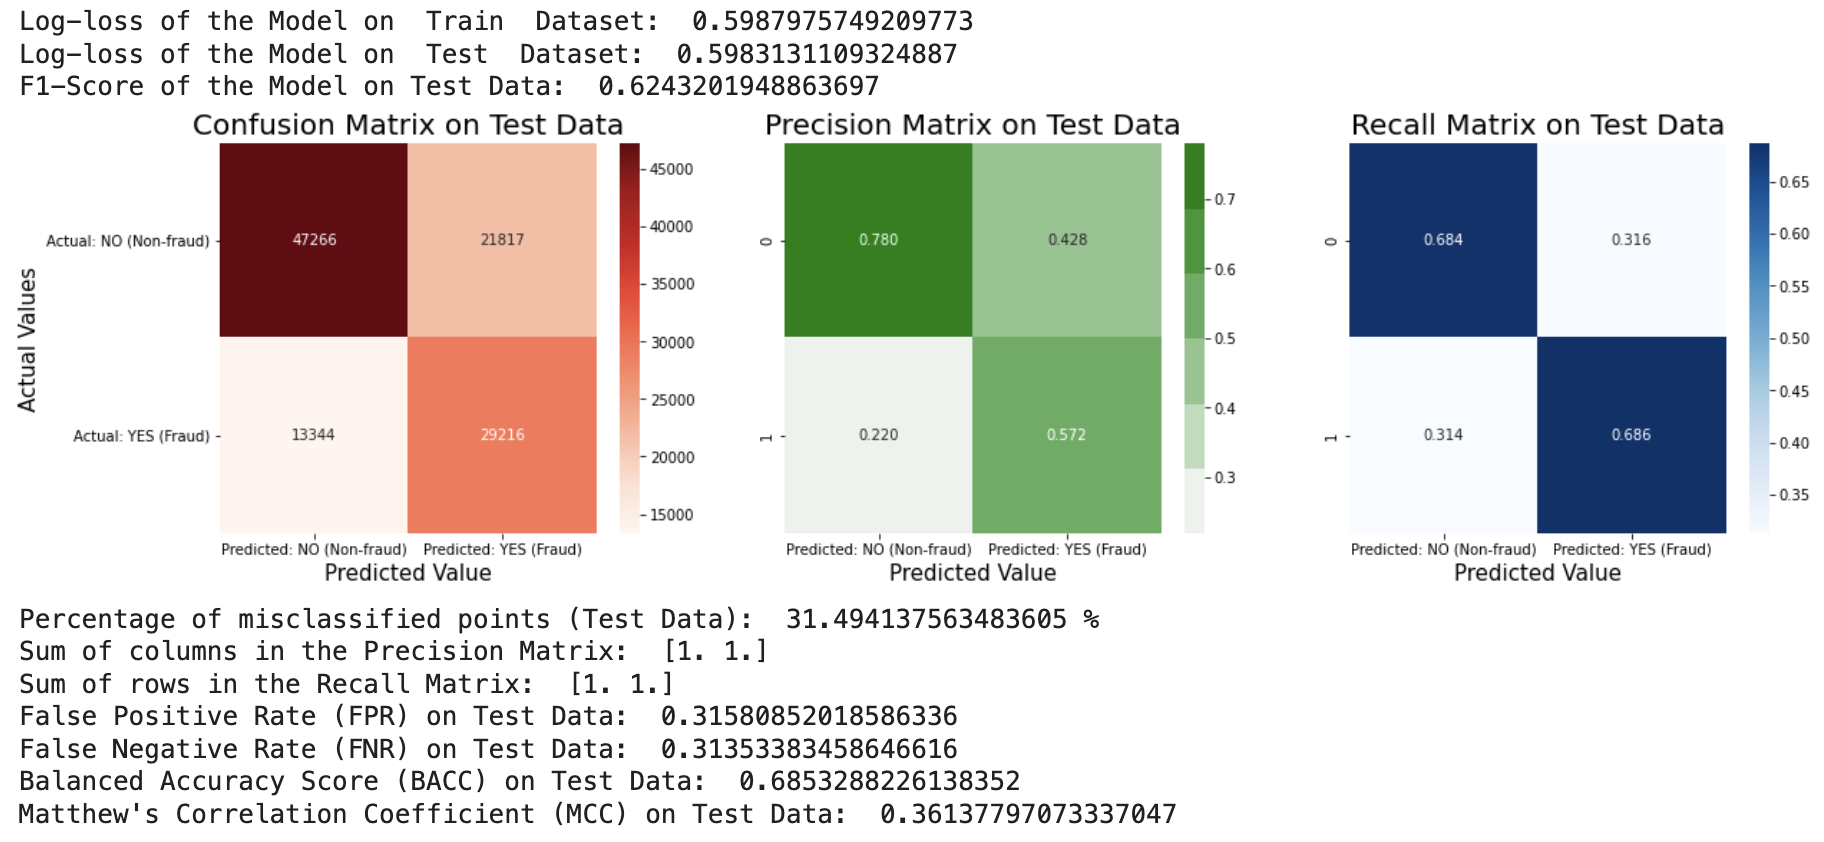 Log-loss of the Model on  Train  Dataset:  0.5987975749209773
Log-loss of the Model on  Test  Dataset:  0.5983131109324887
F1-Score of the Model on Test Data:  0.6243201948863697
Confusion Matrix on Test Data
Actual Values
Actual: NO (Non-fraud)
Actual: YES (Fraud)
47266 21817
13344 29216
Predicted: NO (Non-fraud) Predicted: YES (Fraud)
Predicted Value
45000
40000
35000
30000
25000
20000
15000
Precision Matrix on Test Data
0
1
0.780 0.428
0.220 0.572
Predicted: NO (Non-fraud) Predicted: YES (Fraud)
Predicted Value
0.7
0.6
0.5
0.4
0.3
Recall Matrix on Test Data
0
1
0.684 0.316
0.314 0.686
Predicted: NO (Non-fraud) Predicted: YES (Fraud)
Predicted Value
0.65
0.60
0.55
0.50
0.45
0.40
0.35
Percentage of misclassified points (Test Data):  31.494137563483605 %
Sum of columns in the Precision Matrix:  [1. 1.]
Sum of rows in the Recall Matrix:  [1. 1.]
False Positive Rate (FPR) on Test Data:  0.31580852018586336
False Negative Rate (FNR) on Test Data:  0.31353383458646616
Balanced Accuracy Score (BACC) on Test Data:  0.6853288226138352
Matthew's Correlation Coefficient (MCC) on Test Data:  0.36137797073337047